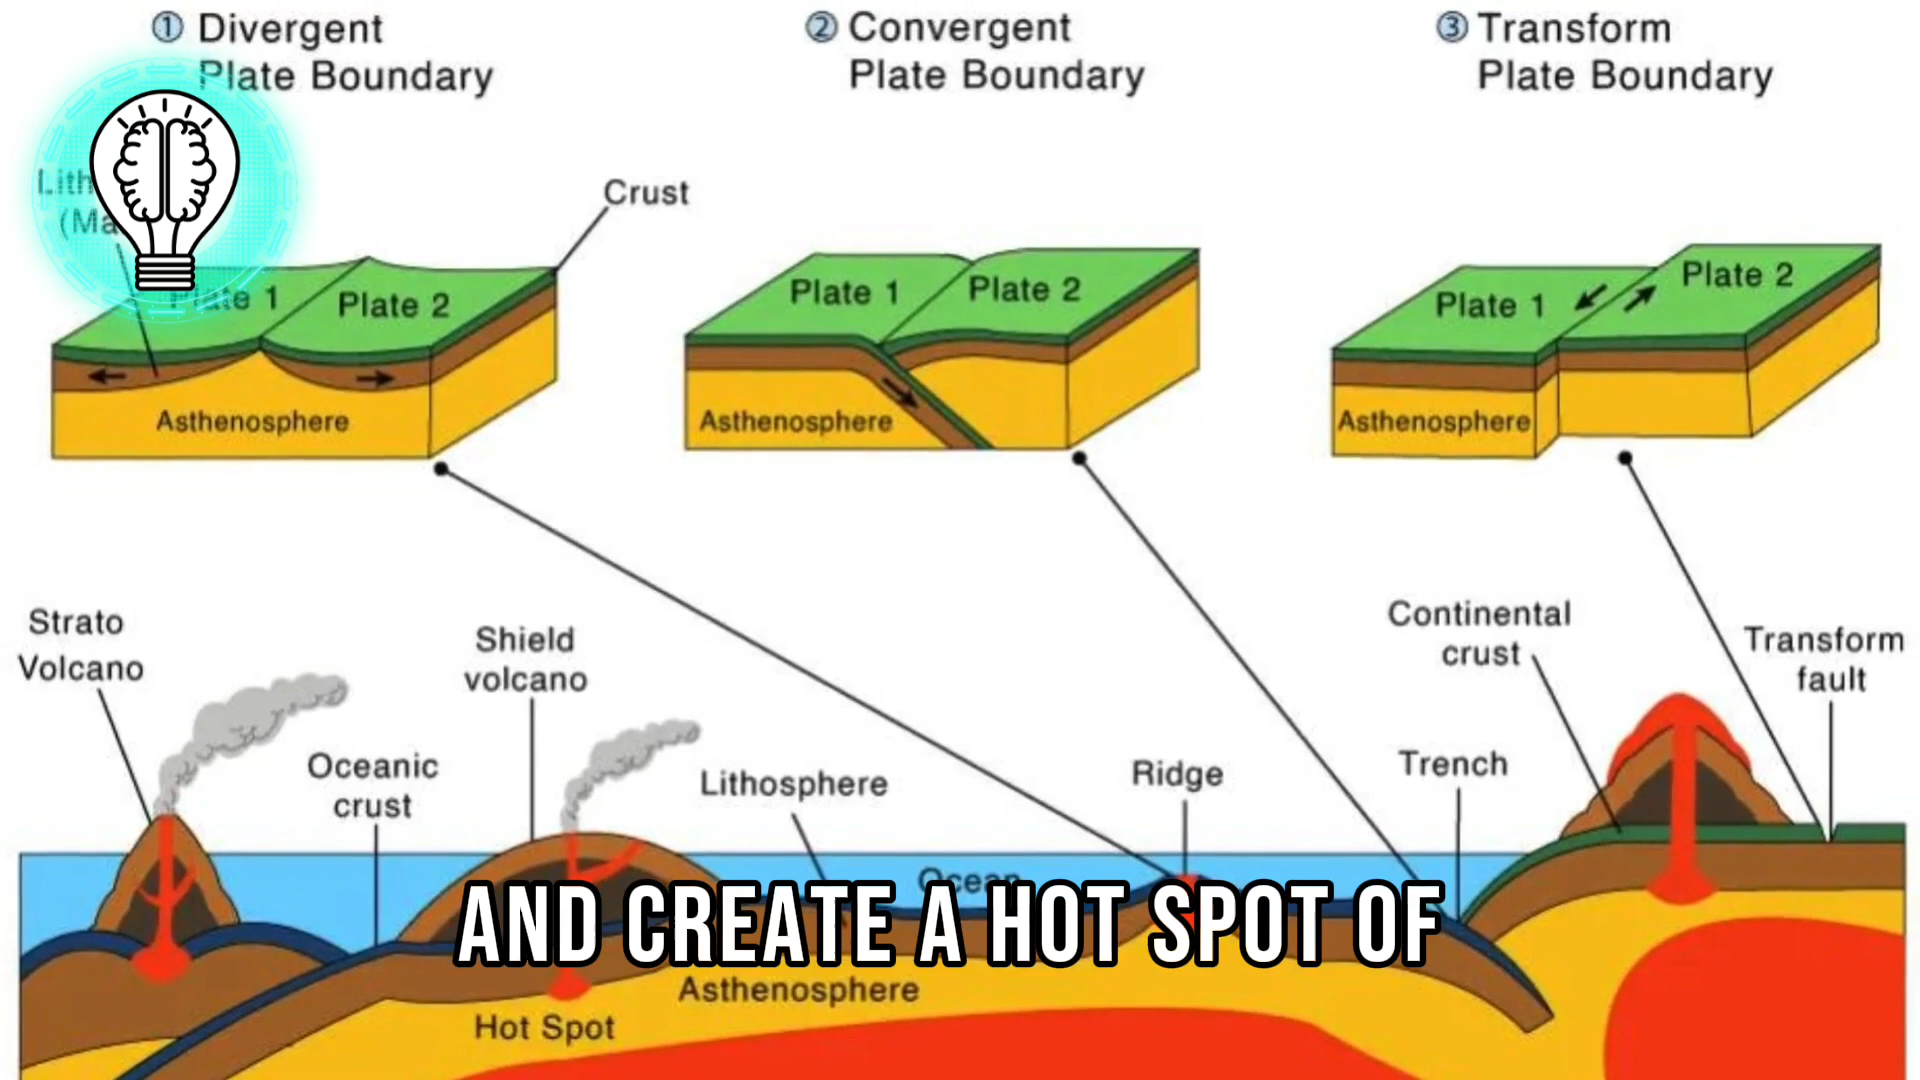 ① Divergent
Plate Boundary
② Convergent
Plate Boundary
③ Transform
Plate Boundary
Crust
Plate 1
Plate 2
Asthenosphere
Plate 1
Plate 2
Asthenosphere
Plate 1
Plate 2
Asthenosphere
Strato
Volcano
Oceanic
crust
Shield
volcano
Lithosphere
Ridge
Trench
Continental
crust
Transform
fault
Ocean
AND CREATE A HOT SPOT OF
Asthenosphere
Hot Spot